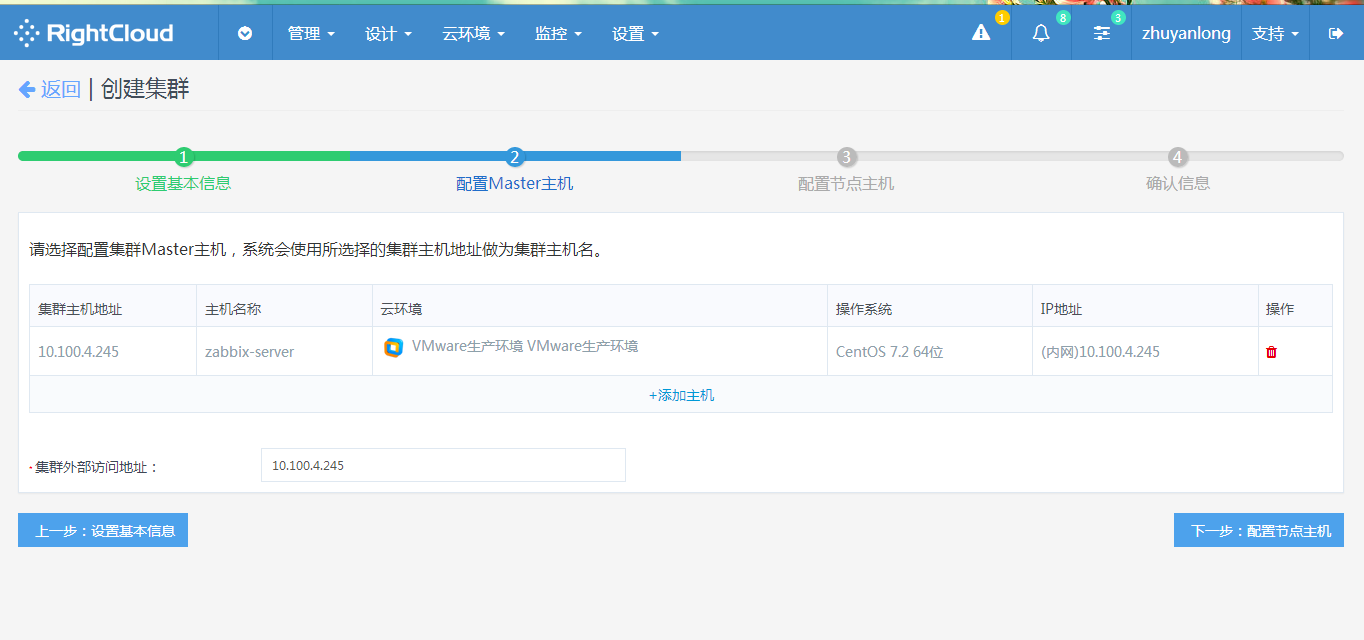 RightCloud 管理 设计 云环境 监控 设置 1 8 3 zhuyanlong 支持
返回 | 创建集群
1 2 3 4
设置基本信息 配置Master主机 配置节点主机 确认信息
请选择配置集群Master主机，系统会使用所选择的集群主机地址做为集群主机名。
集群主机地址 主机名称 云环境 操作系统 IP地址 操作
10.100.4.245 zabbix-server VMware生产环境 VMware生产环境 CentOS 7.2 64位 (内网)10.100.4.245
+添加主机
集群外部访问地址： 10.100.4.245
上一步：设置基本信息 下一步：配置节点主机